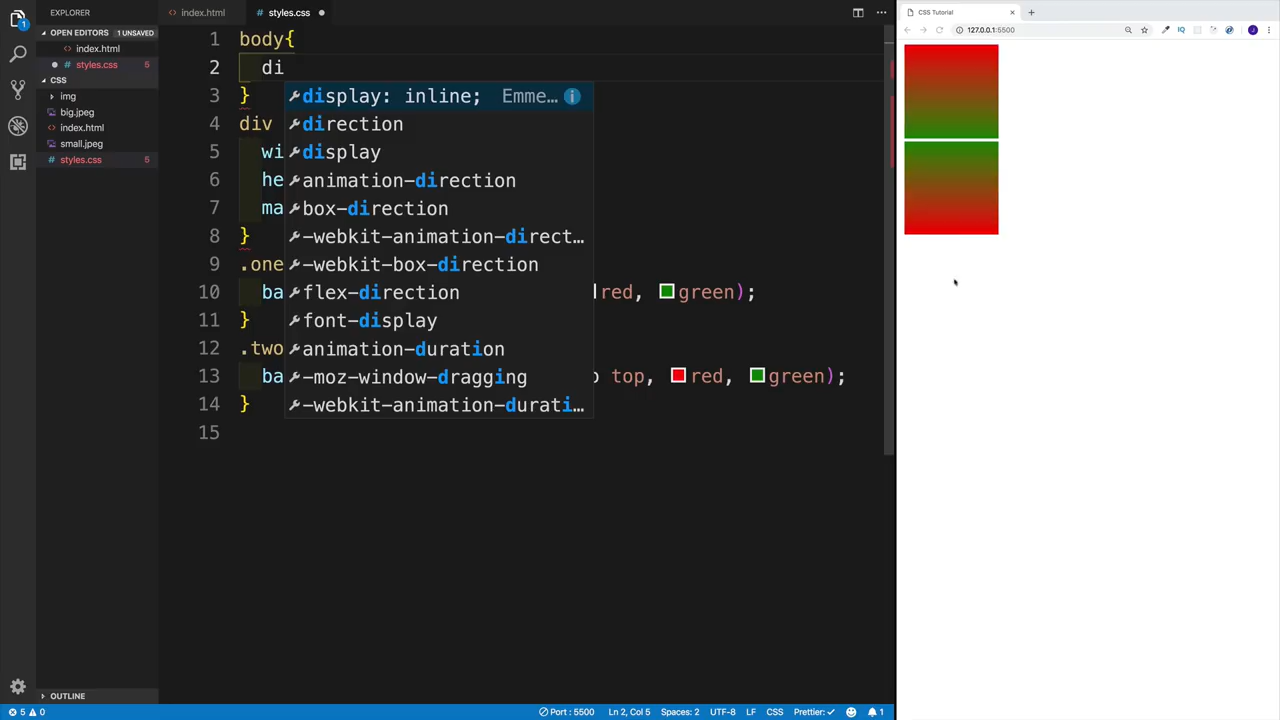 EXPLORER
OPEN EDITORS 1 UNSAVED
index.html
styles.css 5
CSS
img
big.jpeg
index.html
small.jpeg
styles.css 5
OUTLINE
index.html
styles.css
1 body{
2 di
3 }
4 div
5 wi
6 he
7 ma
8 }
9 .one
10 ba red, green);
11 }
12 .two
13 ba o top, red, green);
14 }
15
display: inline; Emme…
direction
display
animation-direction
box-direction
-webkit-animation-direct…
-webkit-box-direction
flex-direction
font-display
animation-duration
-moz-window-dragging
-webkit-animation-durati…
5 0
Port : 5500
Ln 2, Col 5
Spaces: 2
UTF-8
LF
CSS
Prettier: ✓
1
CSS Tutorial
127.0.0.1:5500
IQ
J
1